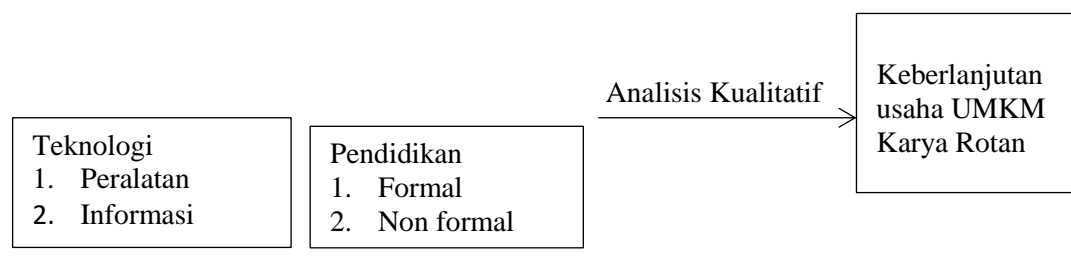 Teknologi
1. Peralatan
2. Informasi
Pendidikan
1. Formal
2. Non formal
Analisis Kualitatif
Keberlanjutan
usaha UMKM
Karya Rotan